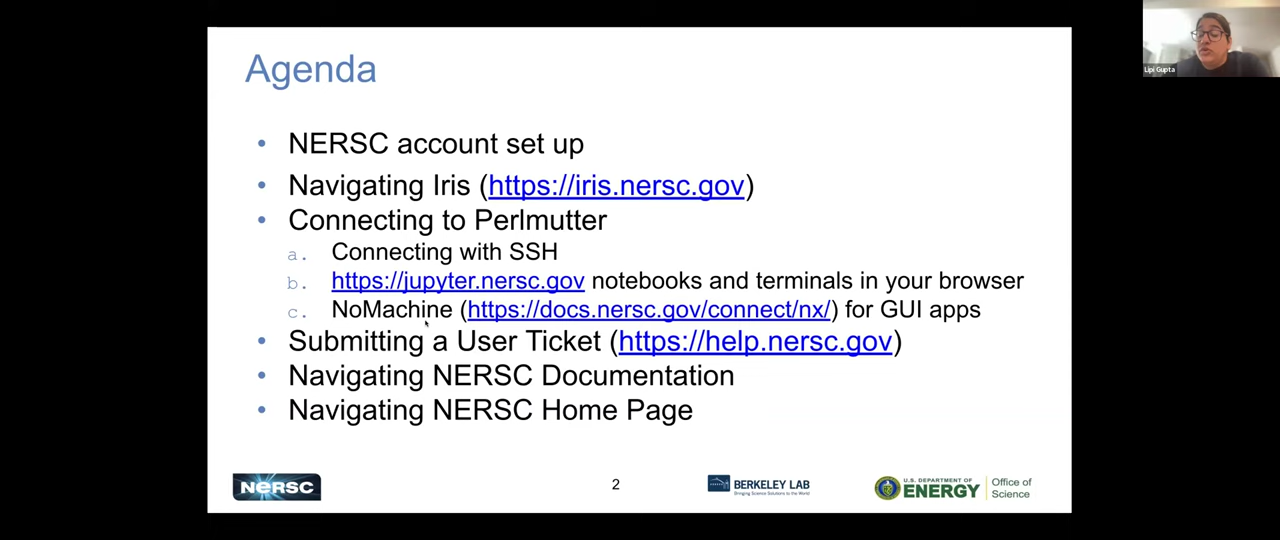 Agenda
• NERSC account set up
• Navigating Iris (https://iris.nersc.gov)
• Connecting to Perlmutter
a. Connecting with SSH
b. https://jupyter.nersc.gov notebooks and terminals in your browser
c. NoMachine (https://docs.nersc.gov/connect/nx/) for GUI apps
• Submitting a User Ticket (https://help.nersc.gov)
• Navigating NERSC Documentation
• Navigating NERSC Home Page
NERSC
2
BERKELEY LAB
Bringing Science Solutions to the World
U.S. DEPARTMENT OF
ENERGY
Office of
Science
Lipi Gupta